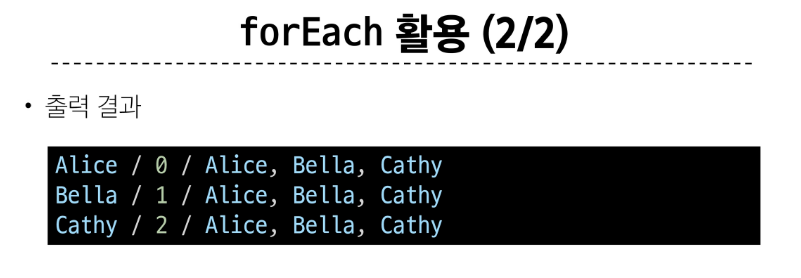 forEach 활용 (2/2)
• 출력 결과
Alice / 0 / Alice, Bella, Cathy
Bella / 1 / Alice, Bella, Cathy
Cathy / 2 / Alice, Bella, Cathy